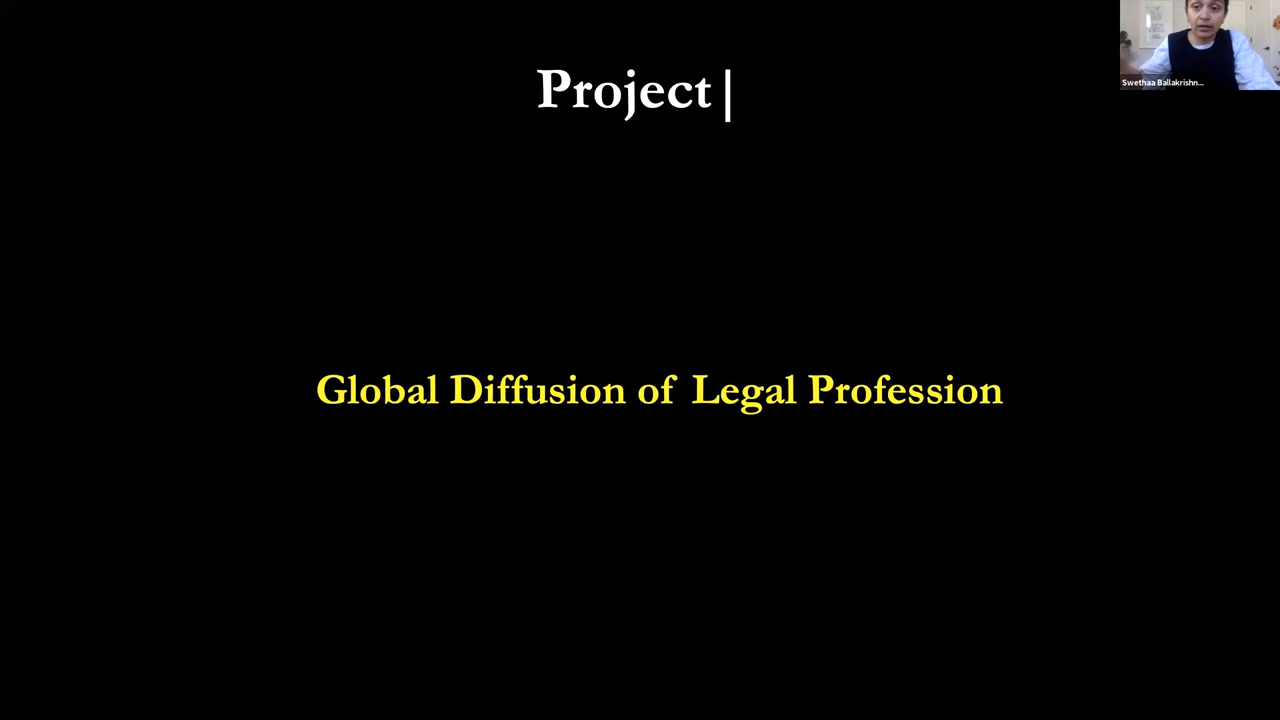 Project|
Global Diffusion of Legal Profession
Swethaa Ballakrishn...